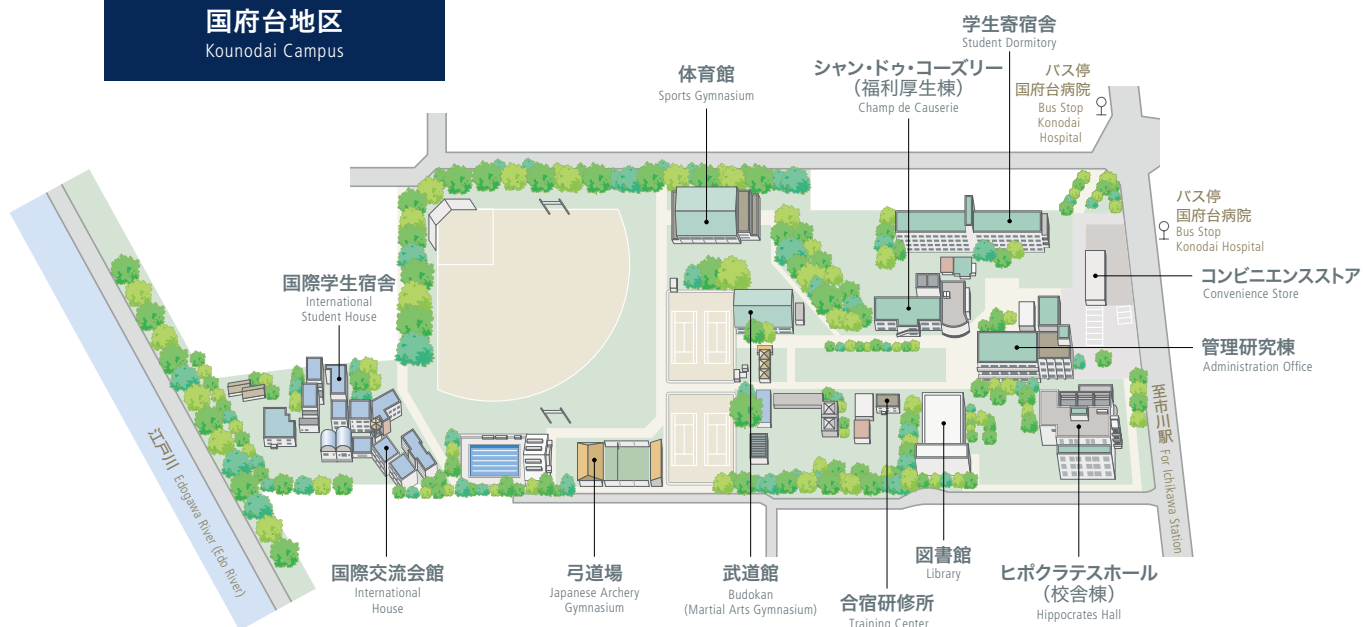 国府台地区
Kounodai Campus
学生寄宿舎
Student Dormitory
体育館
Sports Gymnasium
シャン・ドゥ・コーズリー
（福利厚生棟）
Champ de Causerie
バス停
国府台病院
Bus Stop
Konodai
Hospital
バス停
国府台病院
Bus Stop
Konodai Hospital
国際学生宿舎
International
Student House
コンビニエンスストア
Convenience Store
管理研究棟
Administration Office
至市川駅 For Ichikawa Station
江戸川 Edogawa River (Edo River)
国際交流会館
International
House
弓道場
Japanese Archery
Gymnasium
武道館
Budokan
(Martial Arts Gymnasium)
合宿研修所
Training Center
図書館
Library
ヒポクラテスホール
（校舎棟）
Hippocrates Hall